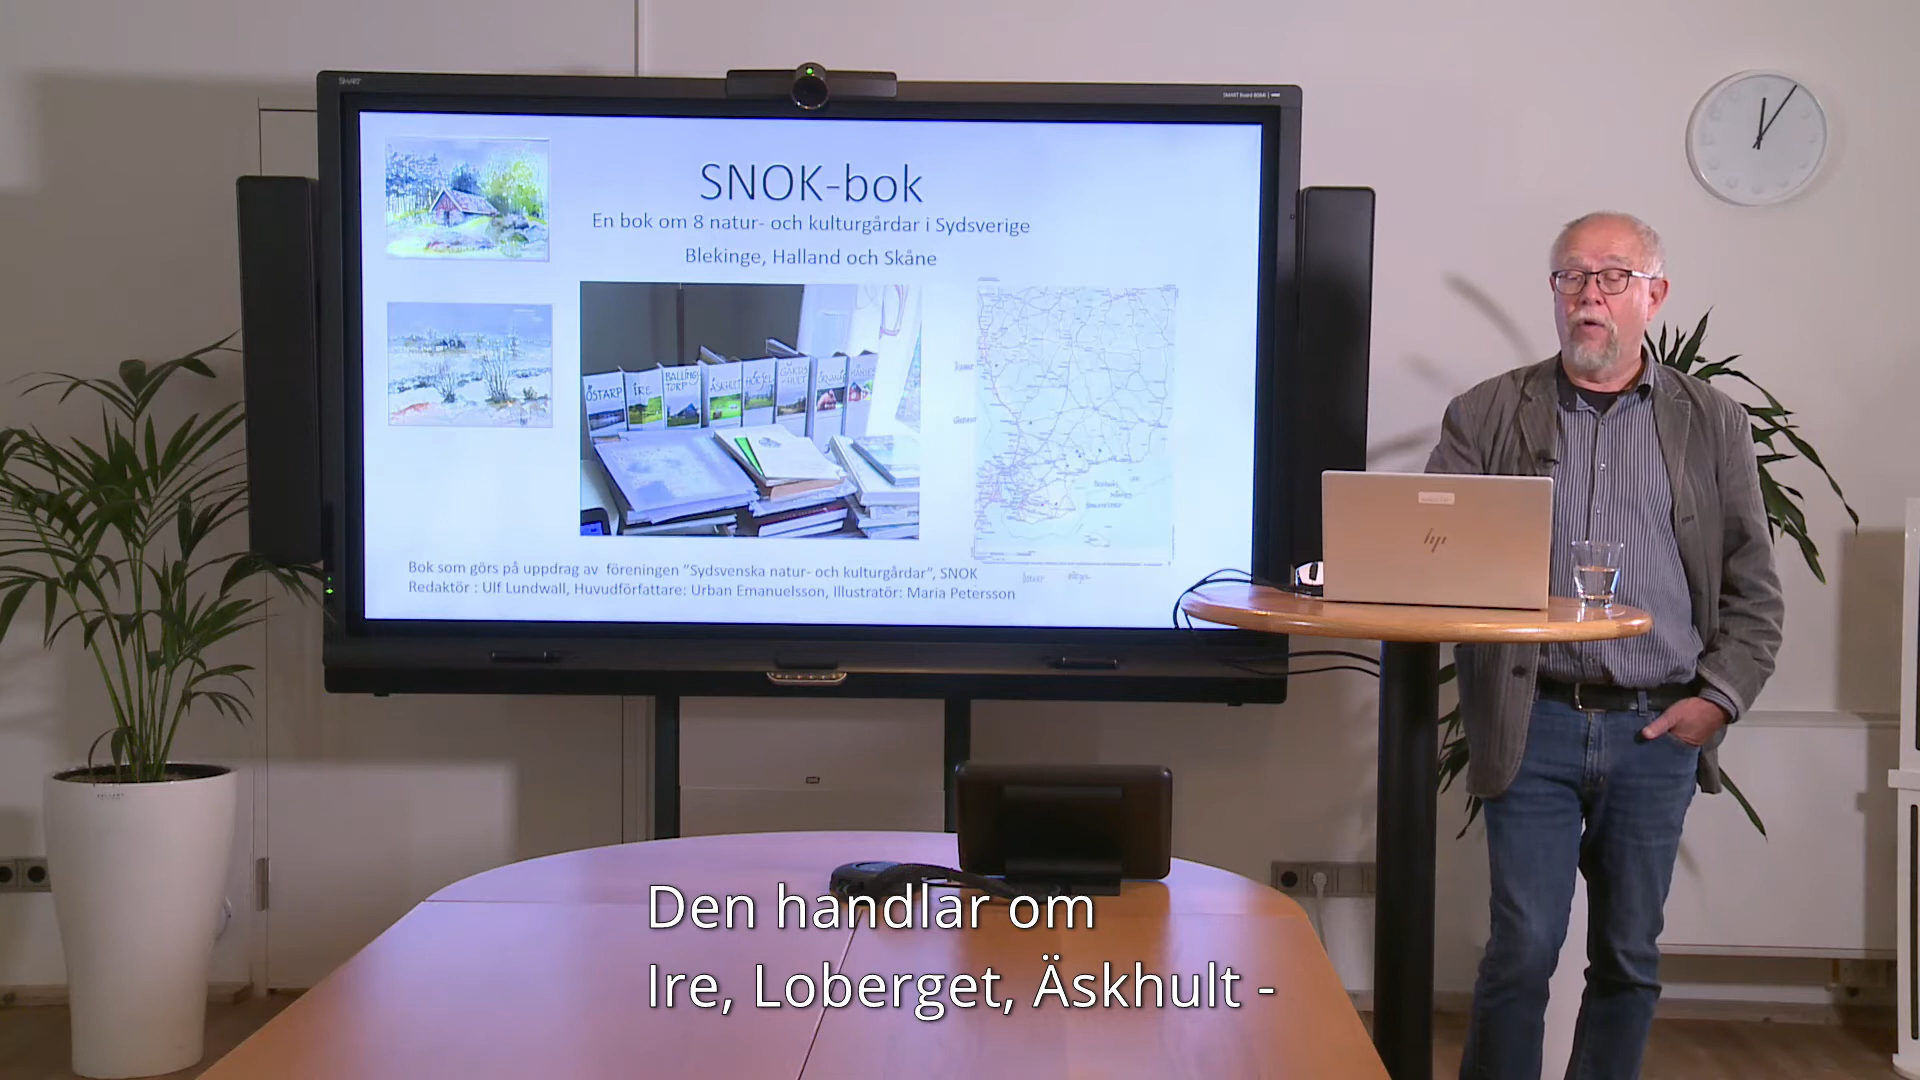 SMART
SNOK-bok
En bok om 8 natur- och kulturgårdar i Sydsverige
Blekinge, Halland och Skåne
ÖSTARP
IRE
ÄSKHULT
Bok som görs på uppdrag av föreningen ”Sydsvenska natur- och kulturgårdar”, SNOK
Redaktör : Ulf Lundwall, Huvudförfattare: Urban Emanuelsson, Illustratör: Maria Petersson
hp
Den handlar om
Ire, Loberget, Äskhult -